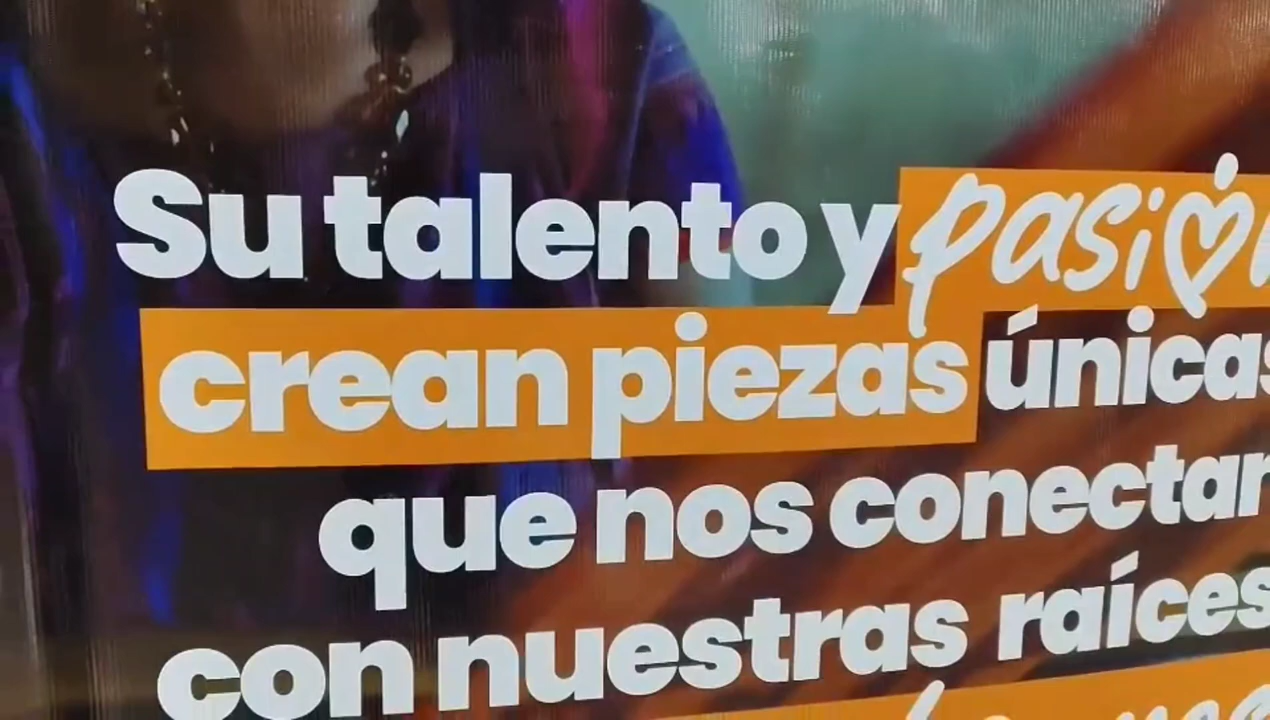 Su talento y pasión
crean piezas únicas
que nos conectan
con nuestras raíces